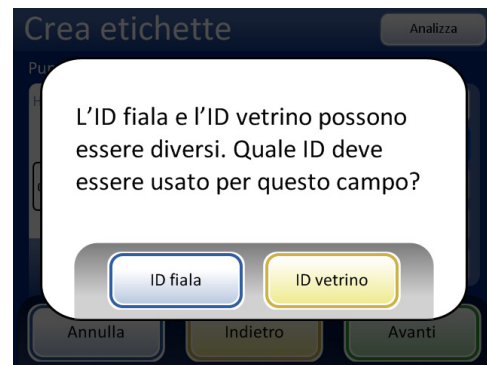 Crea etichette
Analizza
L'ID fiala e l'ID vetrino possono
essere diversi. Quale ID deve
essere usato per questo campo?
ID fiala
ID vetrino
Annulla
Indietro
Avanti